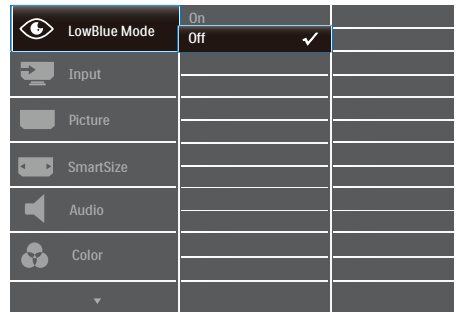 LowBlue Mode
On
Off
Input
Picture
SmartSize
Audio
Color